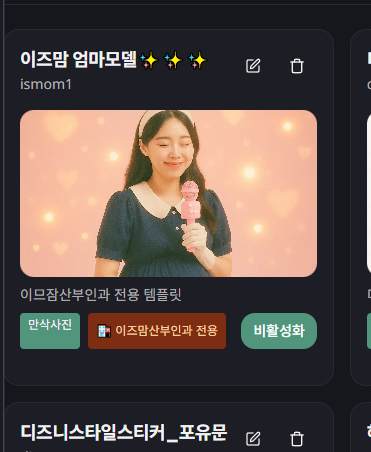 이즈맘 엄마모델✨ ✨ ✨
ismom1
이므잠산부인과 전용 템플릿
만삭사진
🏩 이즈맘산부인과 전용
비활성화
디즈니스타일스티커_포유문